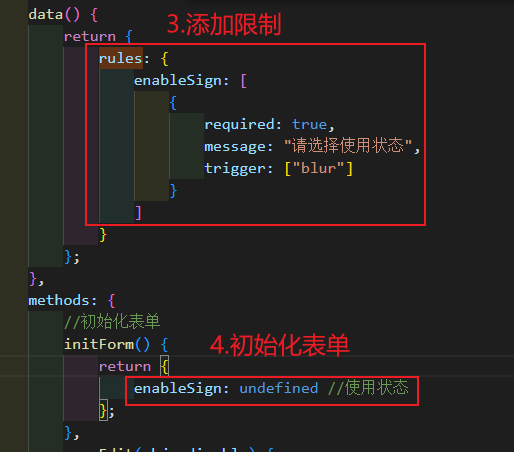 data() {
3.添加限制
return {
rules: {
enableSign: [
{
required: true,
message: "请选择使用状态",
trigger: ["blur"]
}
]
}
};
},
methods: {
//初始化表单
4.初始化表单
initForm() {
return {
enableSign: undefined //使用状态
};
},